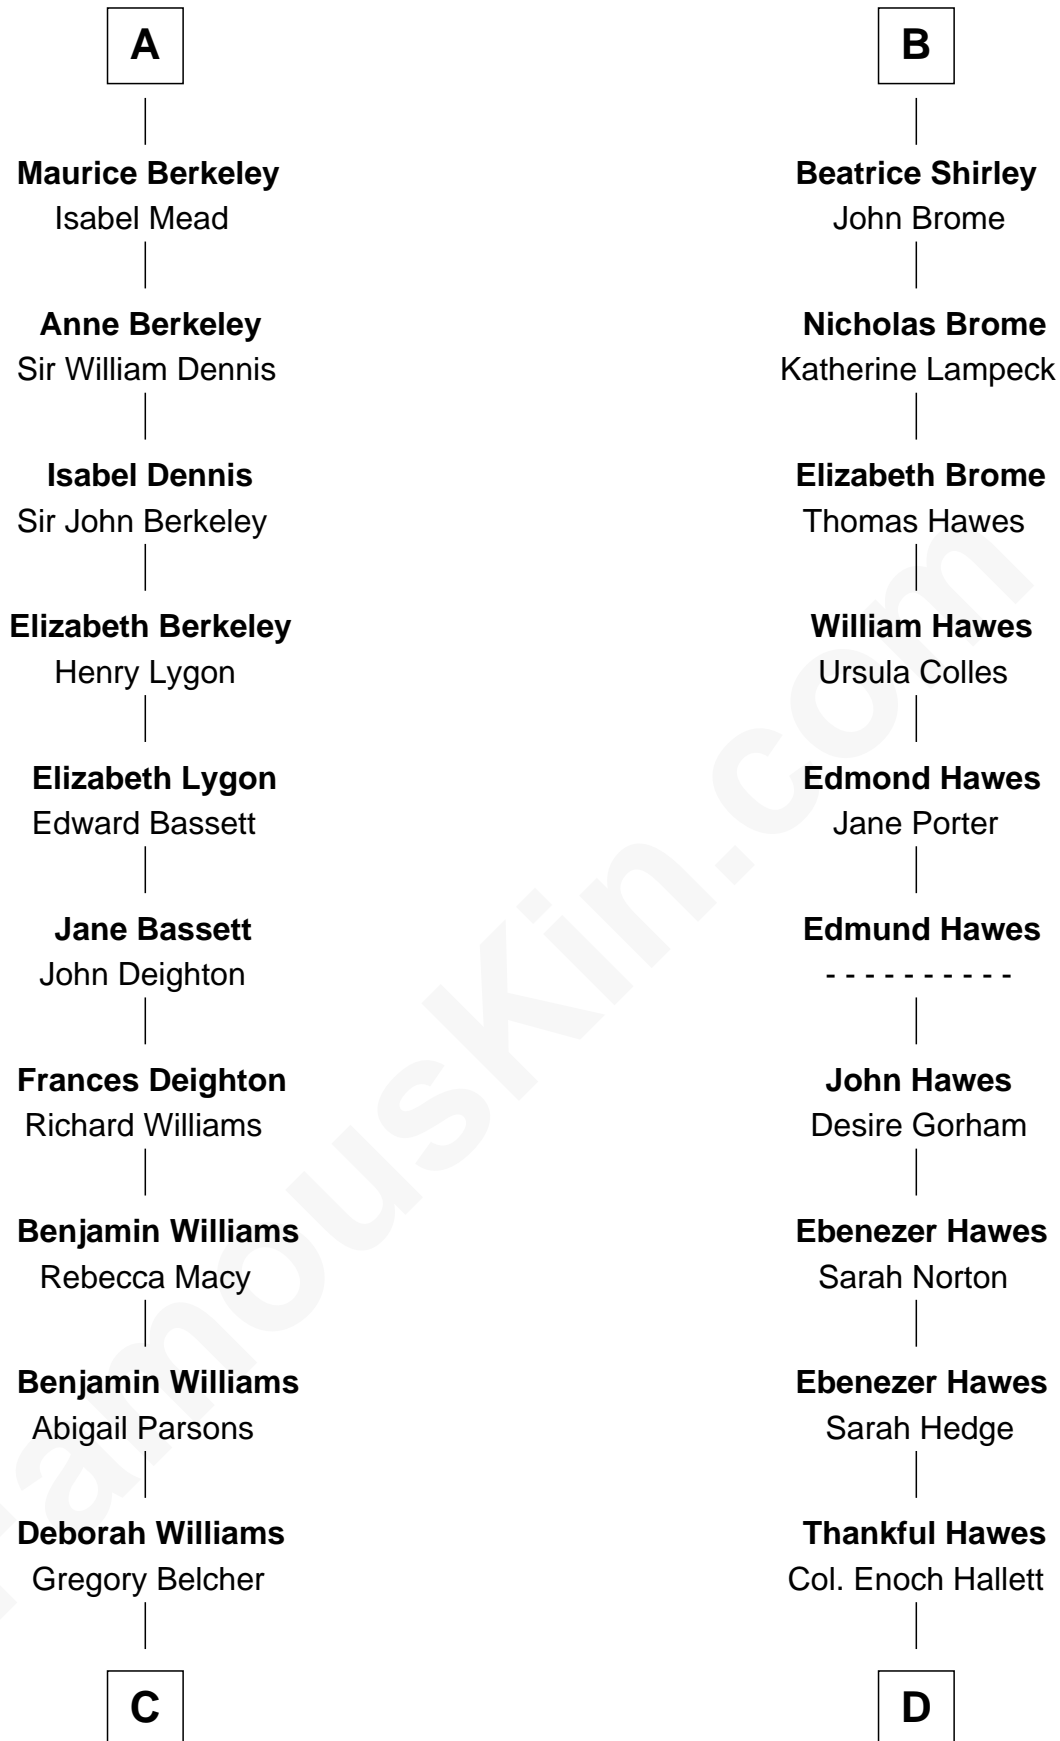 A
Maurice Berkeley
Isabel Mead
Anne Berkeley
Sir William Dennis
Isabel Dennis
Sir John Berkeley
Elizabeth Berkeley
Henry Lygon
Elizabeth Lygon
Edward Bassett
Jane Bassett
John Deighton
Frances Deighton
Richard Williams
Benjamin Williams
Rebecca Macy
Benjamin Williams
Abigail Parsons
Deborah Williams
Gregory Belcher
C
B
Beatrice Shirley
John Brome
Nicholas Brome
Katherine Lampeck
Elizabeth Brome
Thomas Hawes
William Hawes
Ursula Colles
Edmond Hawes
Jane Porter
Edmund Hawes
- - - - - - - - - -
John Hawes
Desire Gorham
Ebenezer Hawes
Sarah Norton
Ebenezer Hawes
Sarah Hedge
Thankful Hawes
Col. Enoch Hallett
D
FamousKin.com